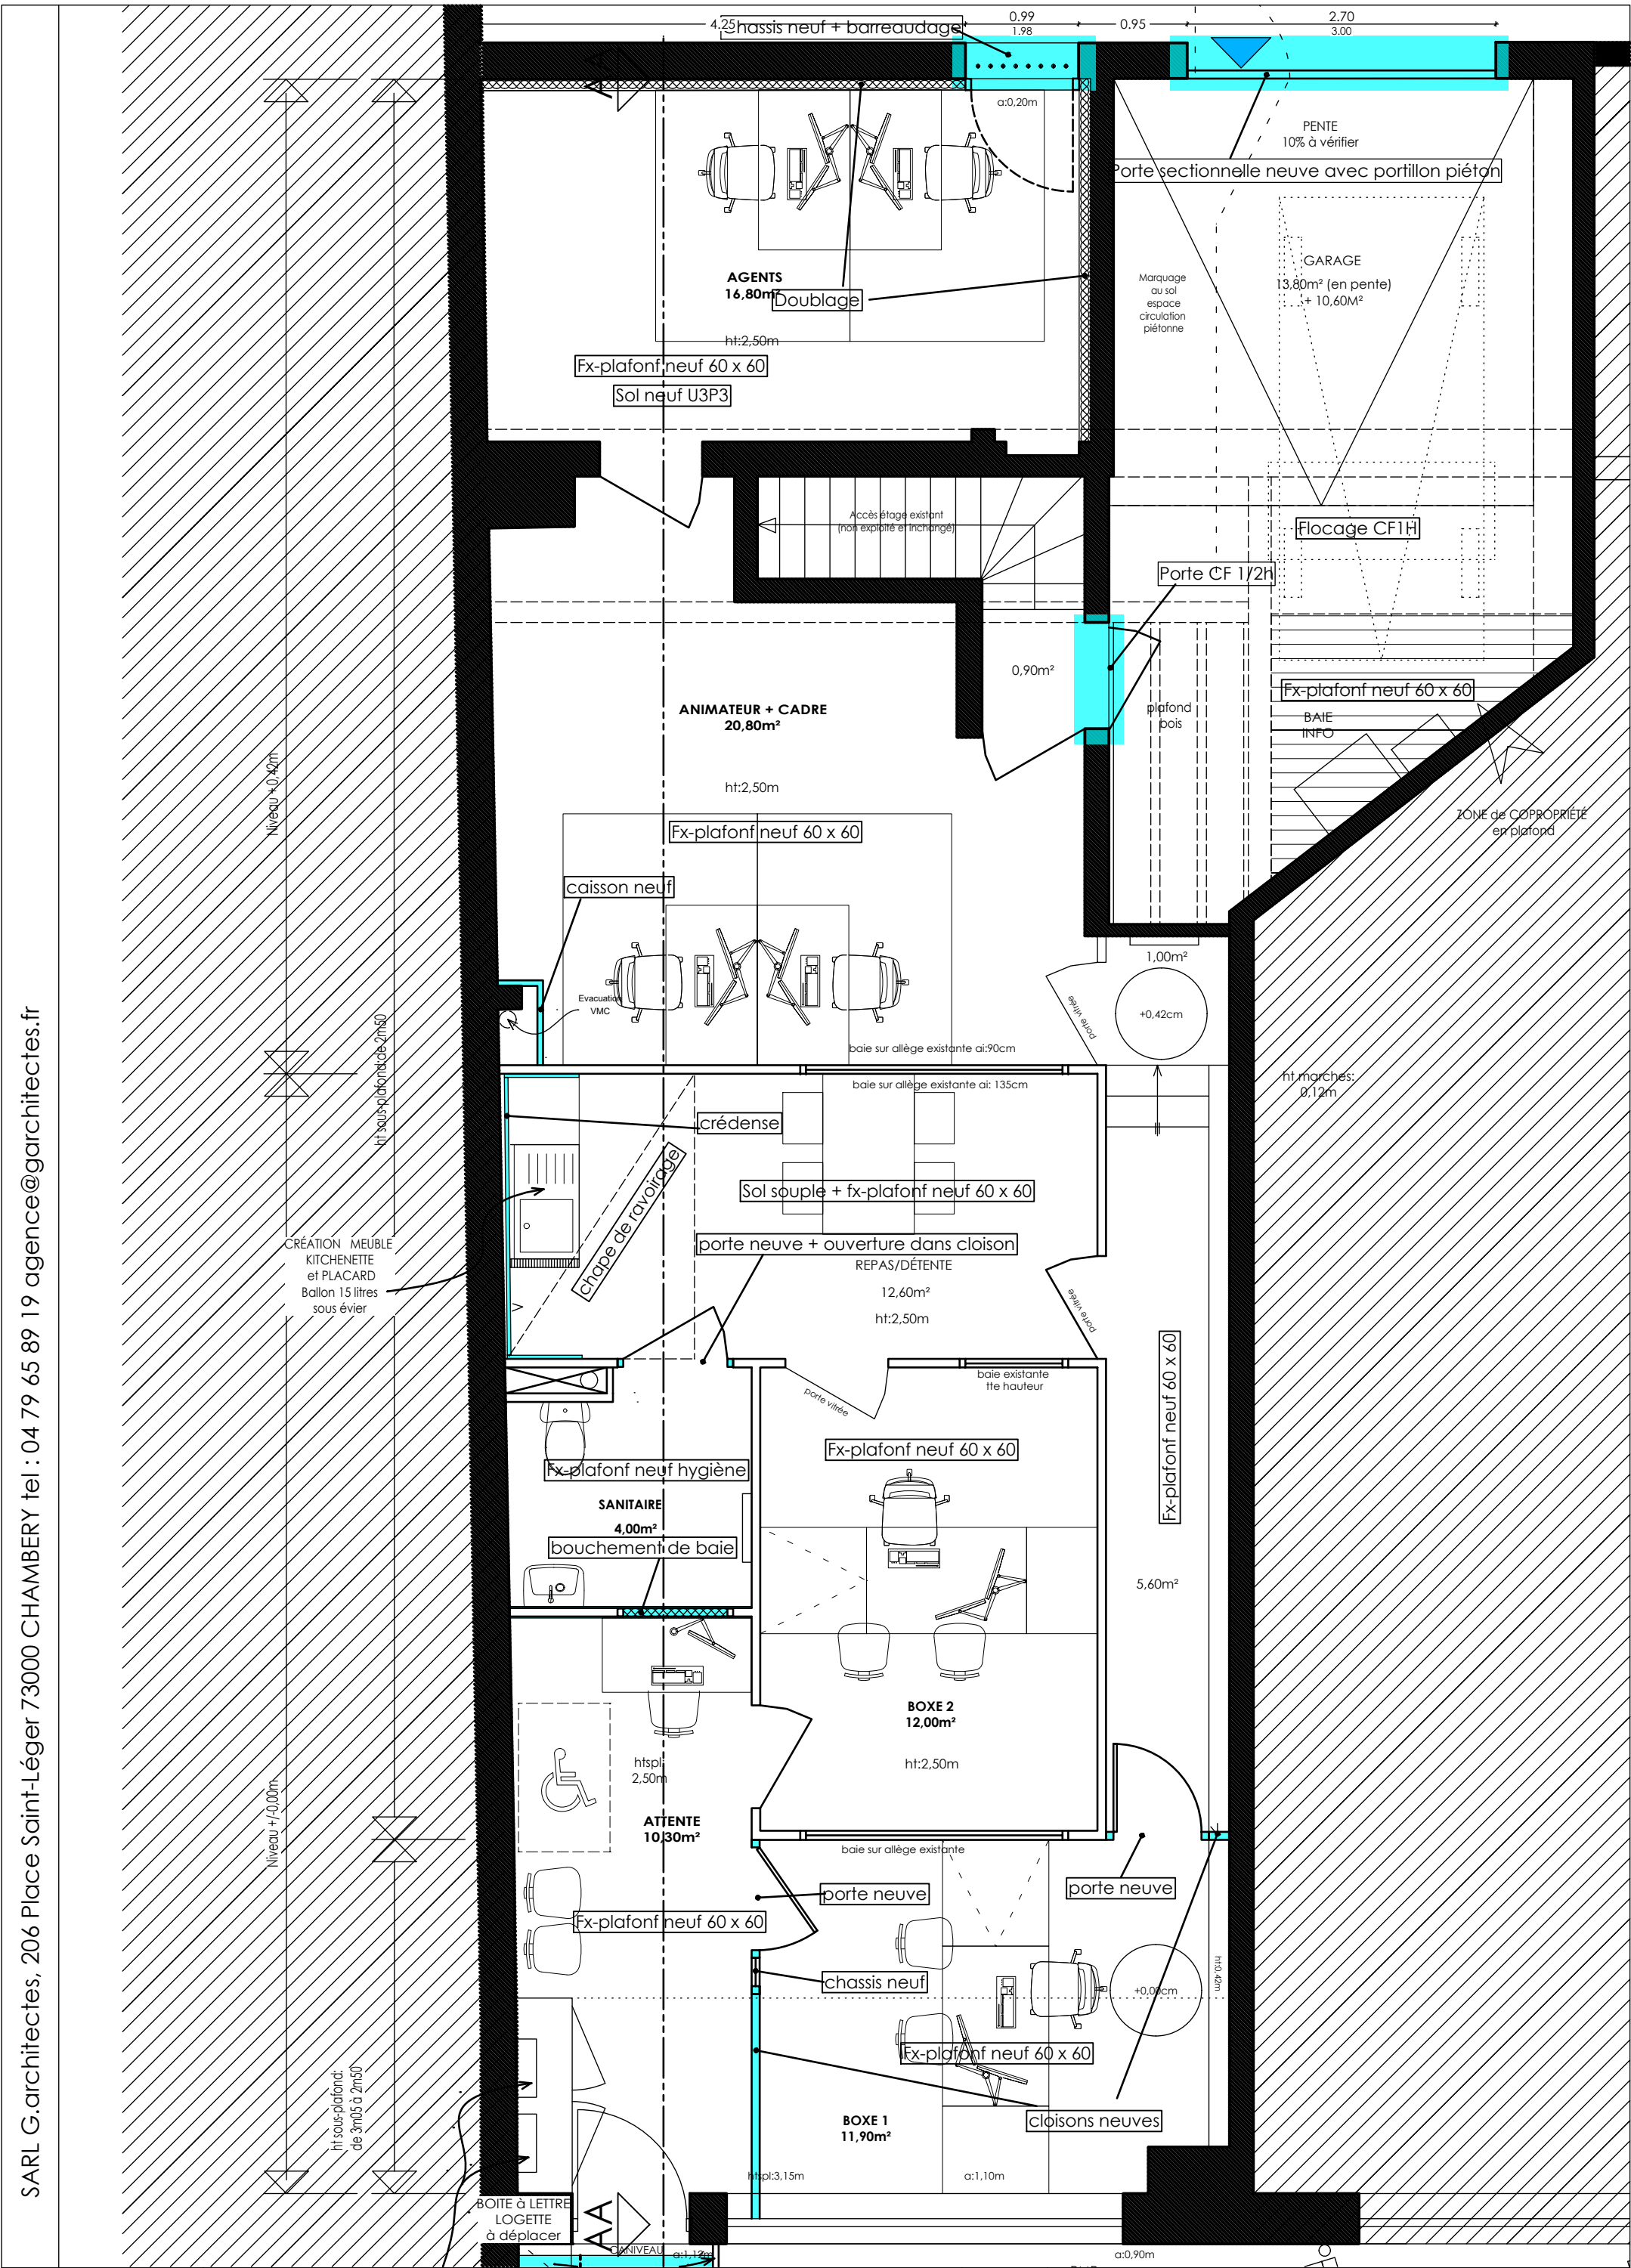 SARL G.architectes, 206 Place Saint-Léger 73000 CHAMBERY tel : 04 79 65 89 19 agence@garchitectes.fr
4.25
Chassis neuf + barreaudage
0.99
1.98
0.95
2.70
3.00
AA
a:0,20m
PENTE
10% à vérifier
Porte sectionnelle neuve avec portillon piéton
AGENTS
16,80m²
Doublage
ht:2,50m
Fx-plafonf neuf 60 x 60
Sol neuf U3P3
Marquage
au sol
espace
circulation
piétonne
GARAGE
13,80m² (en pente)
+ 10,60M²
Accès étage existant
(non exploité et inchangé)
Flocage CF1H
Porte CF 1/2h
0,90m²
plafond
bois
Fx-plafonf neuf 60 x 60
BAIE
INFO
ZONE de COPROPRIÉTÉ
en plafond
ANIMATEUR + CADRE
20,80m²
ht:2,50m
Fx-plafonf neuf 60 x 60
Niveau +0,42m
caisson neuf
Evacuation
VMC
1,00m²
+0,42cm
porte vitrée
baie sur allège existante ai:90cm
baie sur allège existante ai: 135cm
ht marches:
0,12m
ht sous-plafond:de 2m50
crédense
chape de ravoirage
Sol souple + fx-plafonf neuf 60 x 60
porte neuve + ouverture dans cloison
REPAS/DÉTENTE
12,60m²
ht:2,50m
porte vitrée
CRÉATION MEUBLE
KITCHENETTE
et PLACARD
Ballon 15 litres
sous évier
baie existante
tte hauteur
porte vitrée
Fx-plafonf neuf 60 x 60
Fx-plafonf neuf 60 x 60
Fx-plafonf neuf hygiène
SANITAIRE
4,00m²
bouchement de baie
5,60m²
BOXE 2
12,00m²
ht:2,50m
htspl:
2,50m
ATTENTE
10,30m²
Niveau +/-0,00m
baie sur allège existante
porte neuve
porte neuve
Fx-plafonf neuf 60 x 60
chassis neuf
+0,00cm
ht:0,42m
Fx-plafonf neuf 60 x 60
cloisons neuves
BOXE 1
11,90m²
ht sous-plafond:
de 3m05 à 2m50
htspl:3,15m
a:1,10m
BOITE à LETTRE
LOGETTE
à déplacer
AA
CANIVEAU
a:0,90m